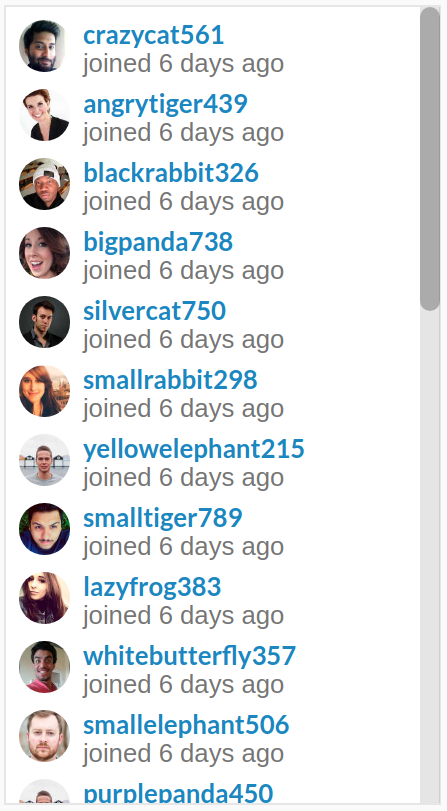 crazycat561
joined 6 days ago
angrytiger439
joined 6 days ago
blackrabbit326
joined 6 days ago
bigpanda738
joined 6 days ago
silvercat750
joined 6 days ago
smallrabbit298
joined 6 days ago
yellowelephant215
joined 6 days ago
smalltiger789
joined 6 days ago
lazyfrog383
joined 6 days ago
whitebutterfly357
joined 6 days ago
smallelephant506
joined 6 days ago
purplepanda450